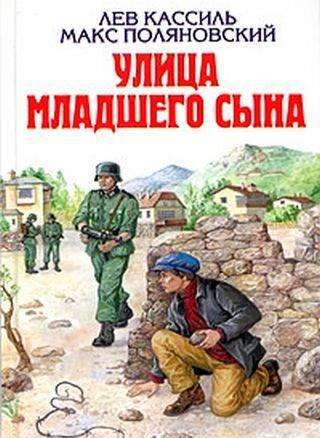 ЛЕВ КАССИЛЬ
МАКС ПОЛЯНОВСКИЙ
УЛИЦА
МЛАДШЕГО СЫНА